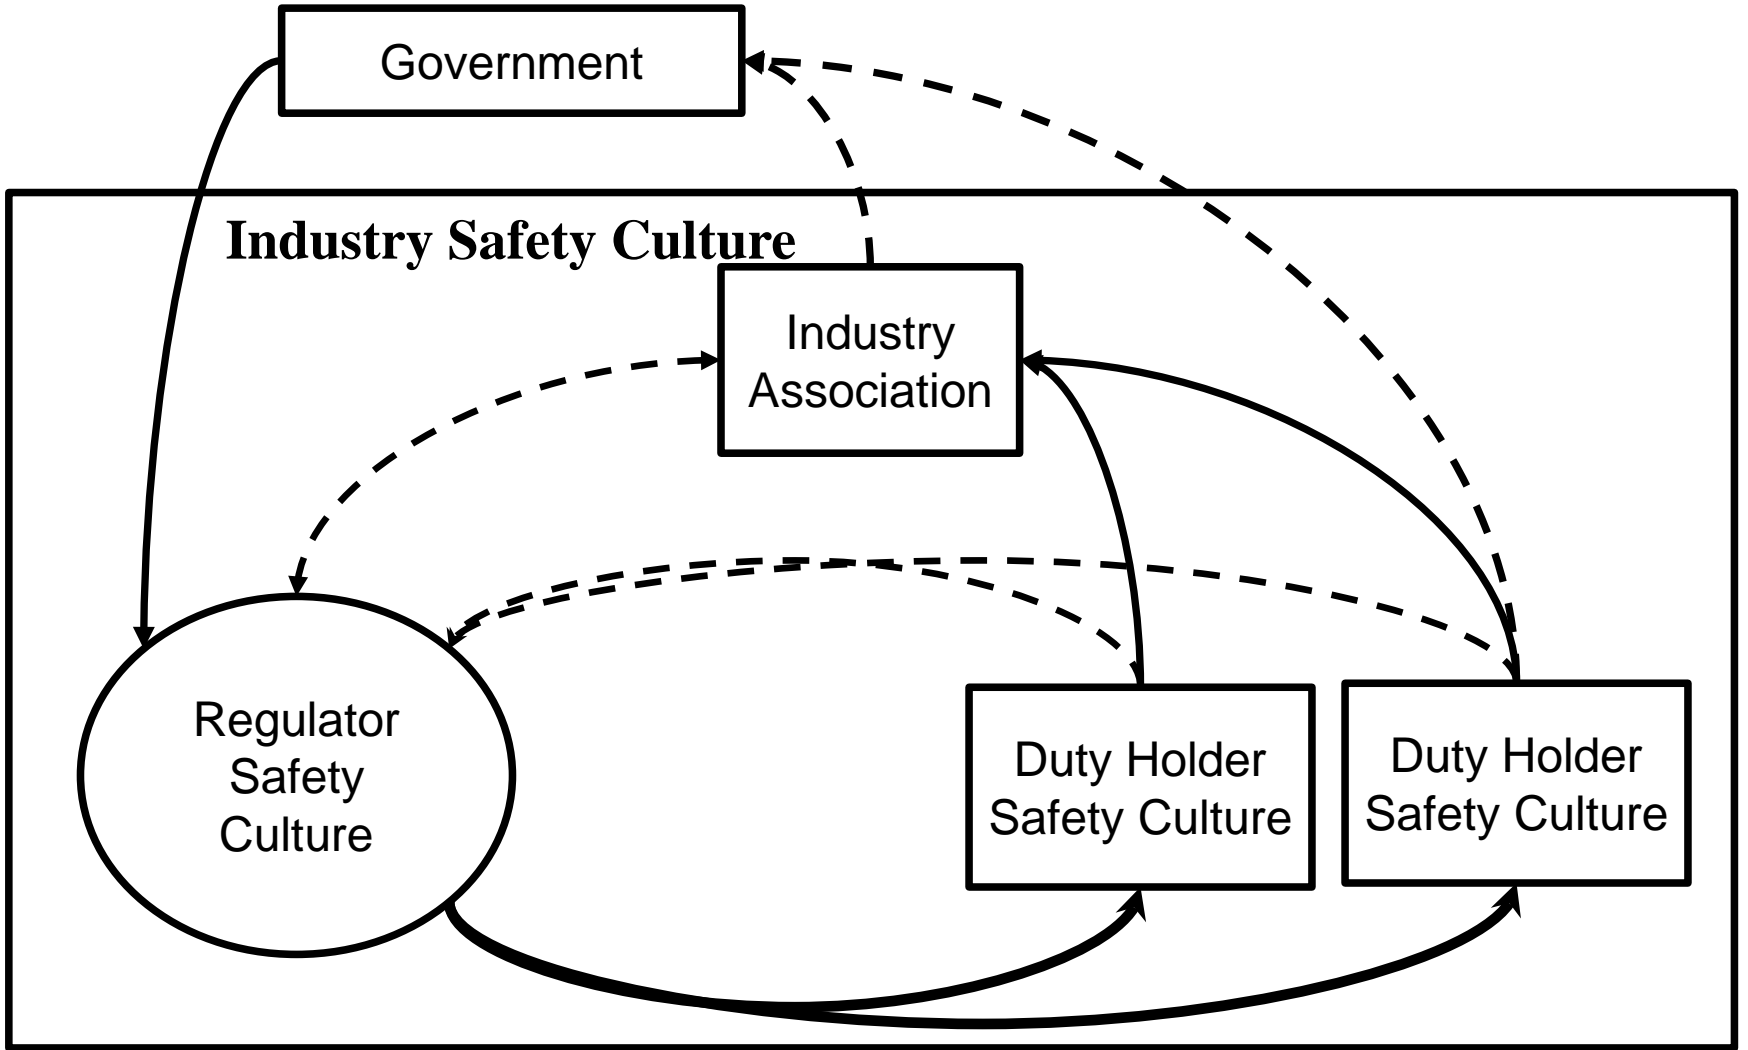 Government
Industry Safety Culture
Industry
Association
Regulator
Safety
Culture
Duty Holder
Safety Culture
Duty Holder
Safety Culture